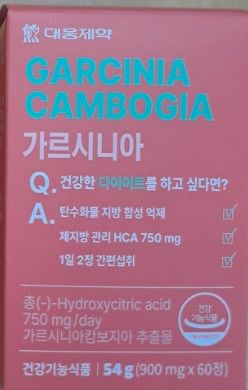 대웅제약
GARCINIA
CAMBOGIA
가르시니아
Q. 건강한 다이어트를 하고 싶다면?
A. 탄수화물 지방 합성 억제
체지방 관리 HCA 750 mg
1일 2정 간편섭취
총(-)-Hydroxycitric acid
750 mg/day
가르시니아캄보지아 추출물
건강
기능식품
건강기능식품 | 54 g (900 mg x 60정)